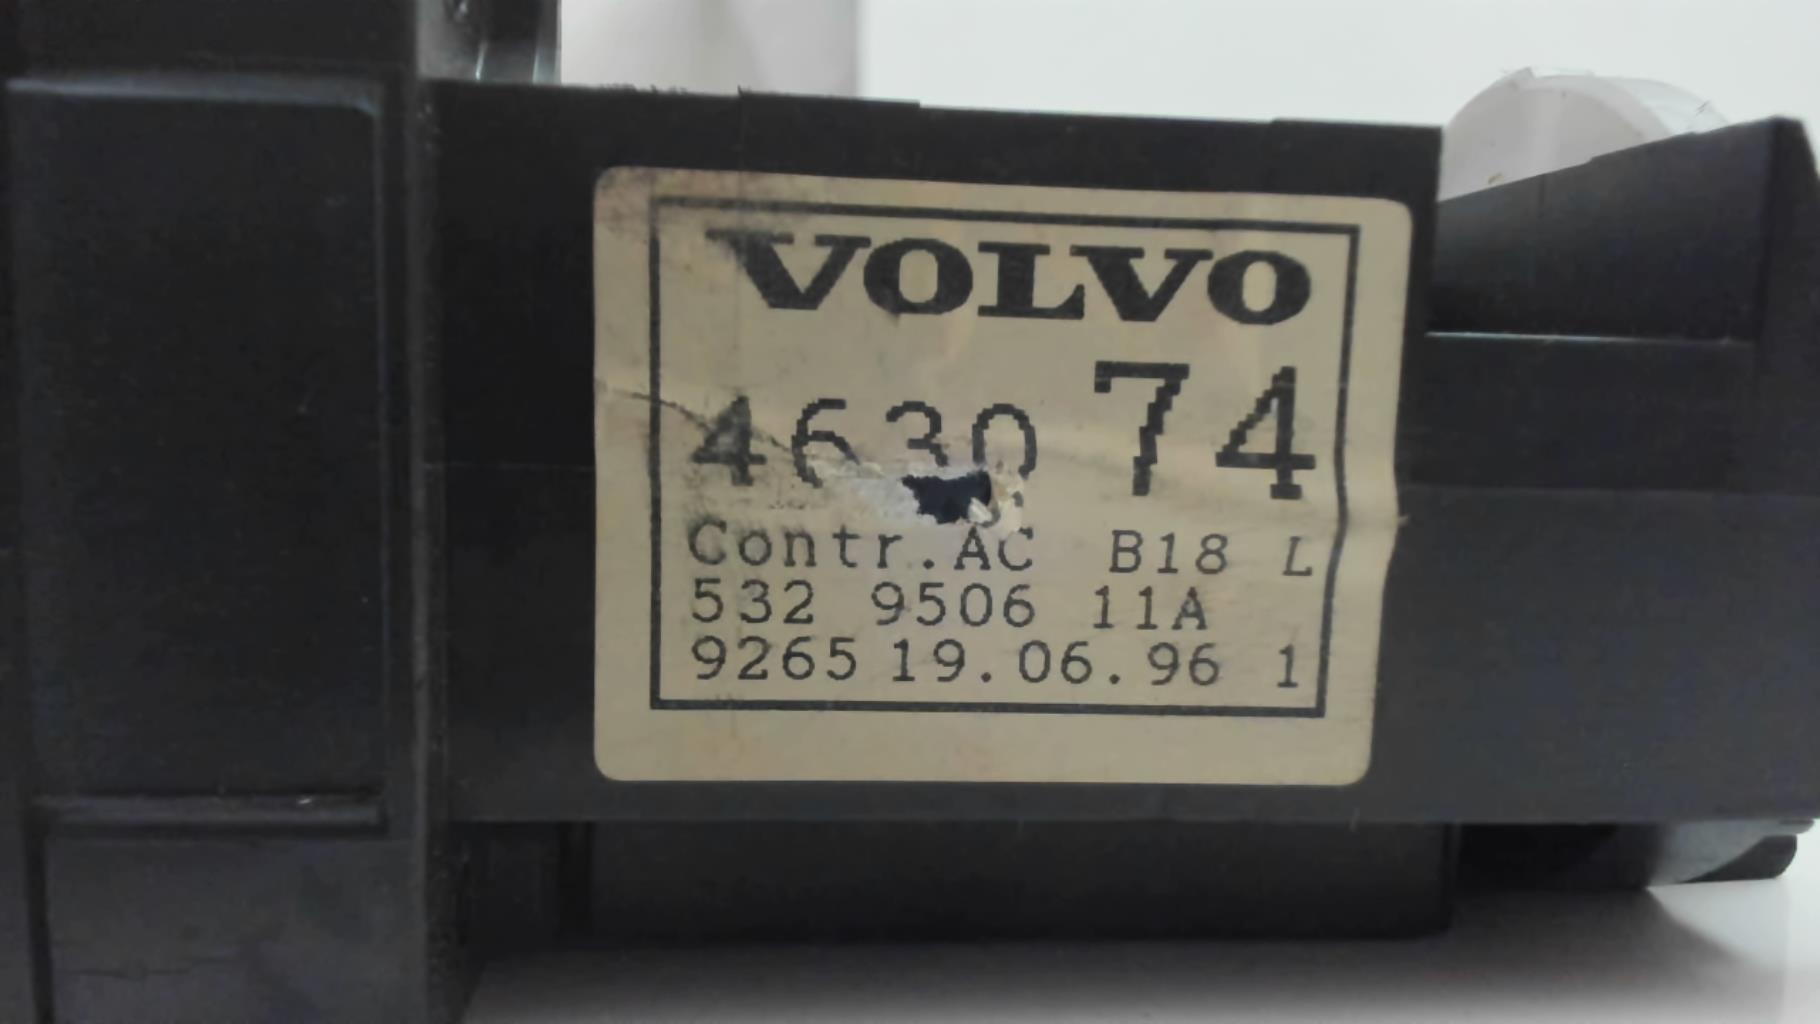 VOLVO
4630 74
Contr.AC B18 L
532 9506 11A
9265 19.06.96 1